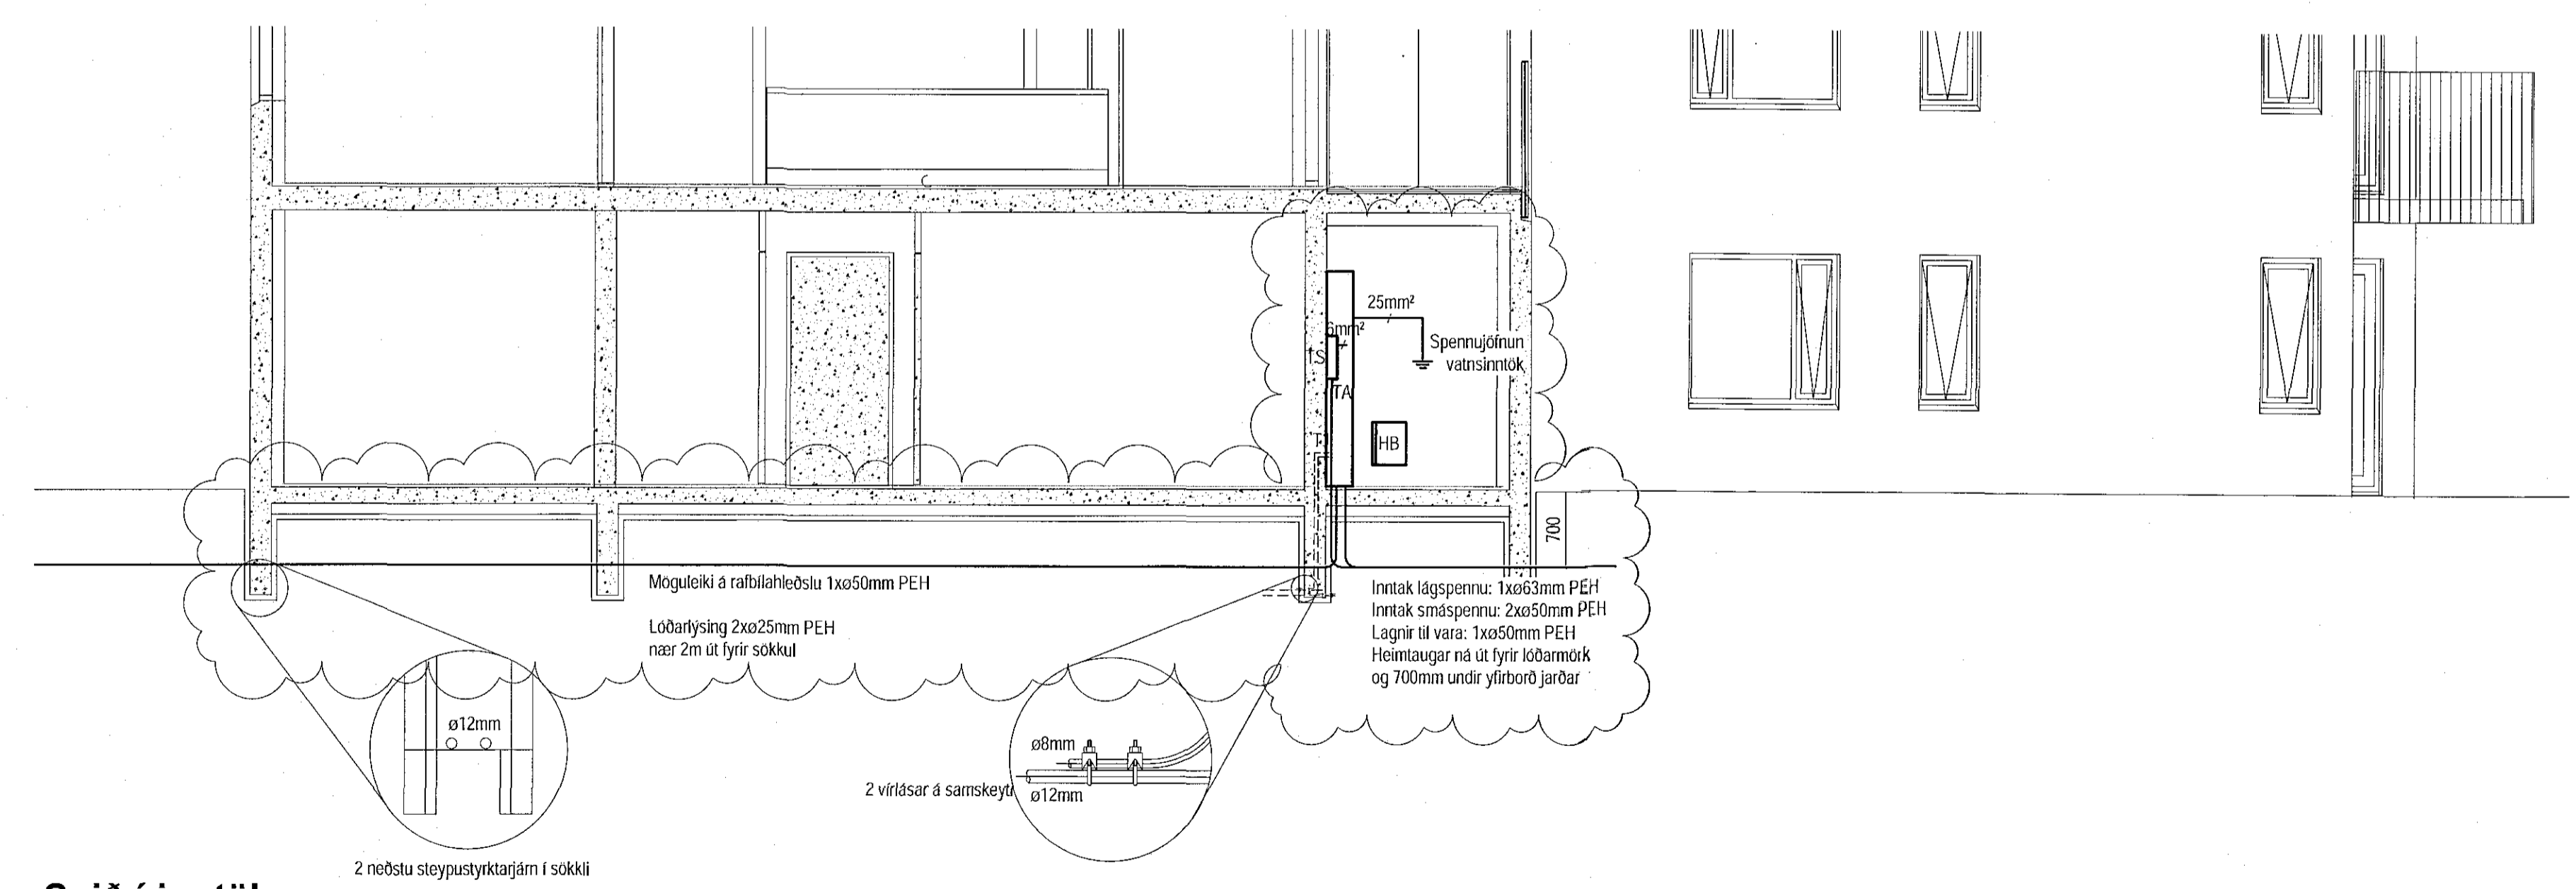 25mm²
6mm²
Spennujöfnun
vatnsinntök
TS
TA
HB
700
Möguleiki á rafbílahleðslu 1xø50mm PEH
Lóðarlýsing 2xø25mm PEH
nær 2m út fyrir sökkul
Inntak lágspennu: 1xø63mm PEH
Inntak smáspennu: 2xø50mm PEH
Lagnir til vara: 1xø50mm PEH
Heimtaugar ná út fyrir lóðarmörk
og 700mm undir yfirborð jarðar
ø12mm
ø8mm
2 vírlásar á samskeyti
ø12mm
2 neðstu steypustyrktarjárn í sökkli